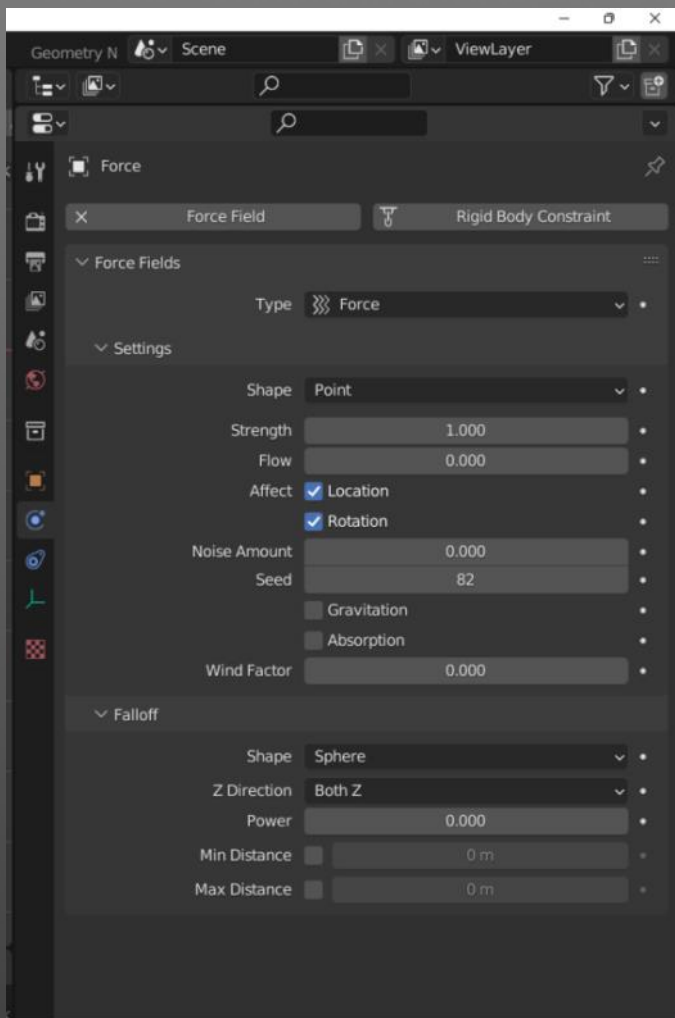 Geometry N Scene ViewLayer
Force
Force Field Rigid Body Constraint
Force Fields
Type Force
Settings
Shape Point
Strength 1.000
Flow 0.000
Affect Location
Rotation
Noise Amount 0.000
Seed 82
Gravitation
Absorption
Wind Factor 0.000
Falloff
Shape Sphere
Z Direction Both Z
Power 0.000
Min Distance 0 m
Max Distance 0 m